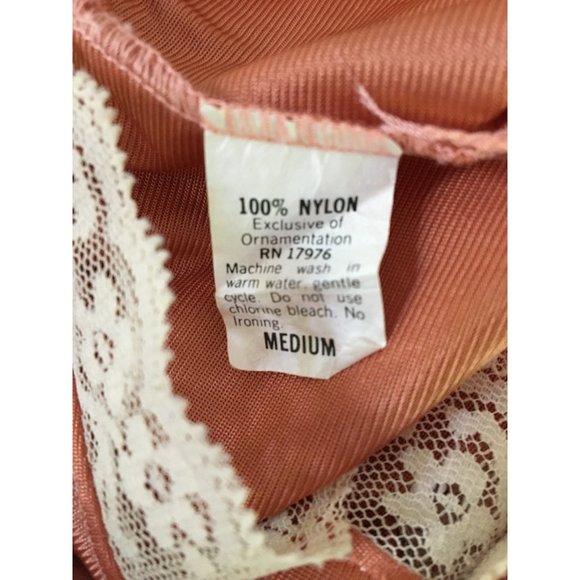 100% NYLON
Exclusive of
Ornamentation
RN 17976
Machine wash in
warm water, gentle
cycle. Do not use
chlorine bleach. No
Ironing.
MEDIUM